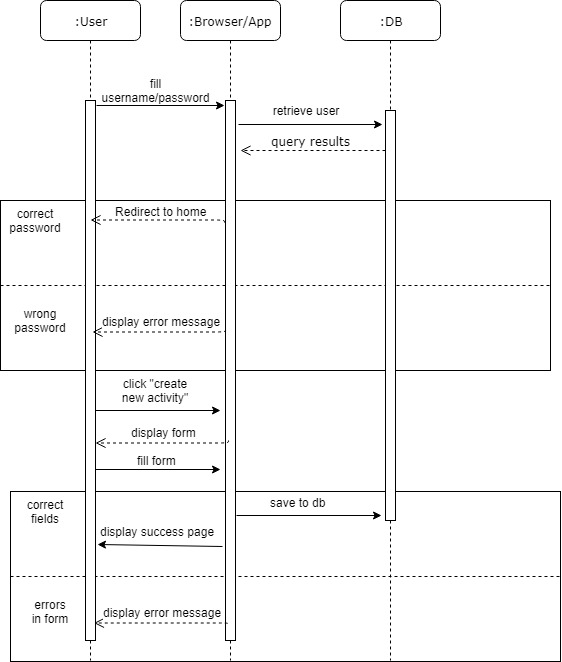 :User
:Browser/App
:DB
fill
username/password
retrieve user
query results
correct
password
Redirect to home
wrong
password
display error message
click "create
new activity"
display form
fill form
correct
fields
save to db
display success page
errors
in form
display error message